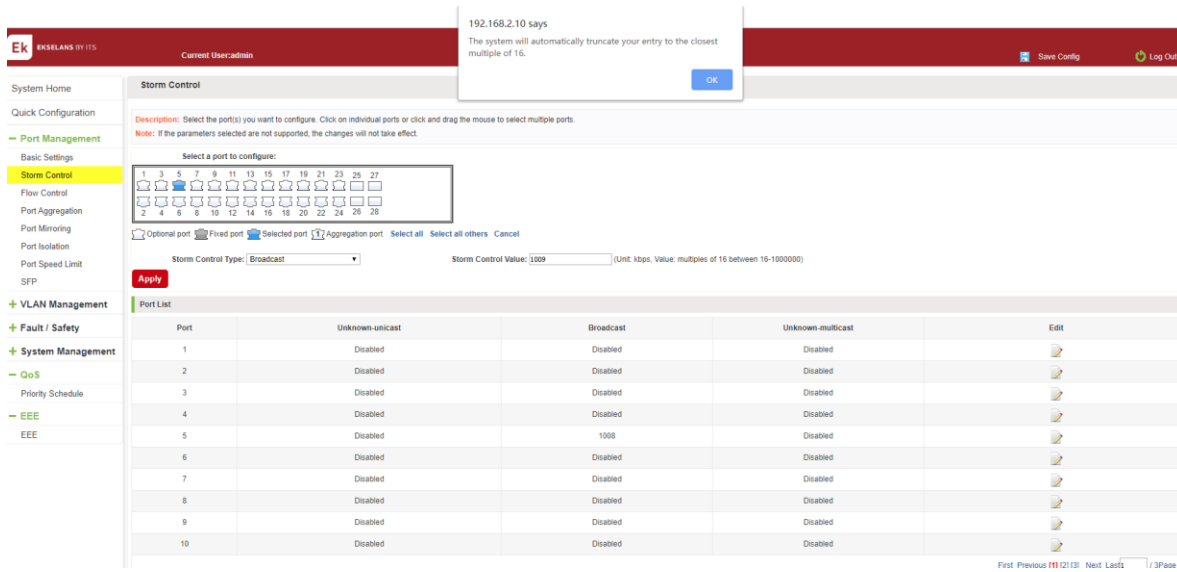 192.168.2.10 says
The system will automatically truncate your entry to the closest
multiple of 16.
OK
Ek EKSELANS BY ITS
Current User:admin
Save Config
Log Out
System Home
Quick Configuration
Port Management
Basic Settings
Storm Control
Flow Control
Port Aggregation
Port Mirroring
Port Isolation
Port Speed Limit
SFP
VLAN Management
Fault / Safety
System Management
QoS
Priority Schedule
EEE
EEE
Storm Control
Description: Select the port(s) you want to configure. Click on individual ports or click and drag the mouse to select multiple ports.
Note: If the parameters selected are not supported, the changes will not take effect.
Select a port to configure:
1 3 5 7 9 11 13 15 17 19 21 23 25 27
2 4 6 8 10 12 14 16 18 20 22 24 26 28
Optional port Fixed port Selected port 1 Aggregation port Select all Select all others Cancel
Storm Control Type: Broadcast Storm Control Value: 1009 (Unit: kbps, Value: multiples of 16 between 16-1000000)
Apply
Port List
Port Unknown-unicast Broadcast Unknown-multicast Edit
1 Disabled Disabled Disabled
2 Disabled Disabled Disabled
3 Disabled Disabled Disabled
4 Disabled Disabled Disabled
5 Disabled 1008 Disabled
6 Disabled Disabled Disabled
7 Disabled Disabled Disabled
8 Disabled Disabled Disabled
9 Disabled Disabled Disabled
10 Disabled Disabled Disabled
First Previous [1] [2] [3] Next Last 1 / 3Page